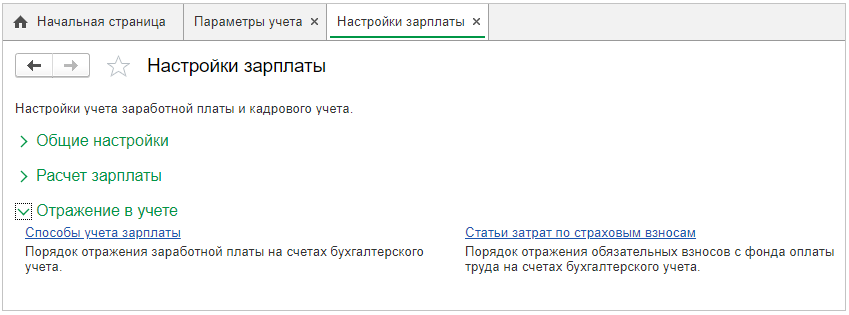 Начальная страница Параметры учета × Настройки зарплаты ×
Настройки зарплаты
Настройки учета заработной платы и кадрового учета.
Общие настройки
Расчет зарплаты
Отражение в учете
Способы учета зарплаты
Порядок отражения заработной платы на счетах бухгалтерского
учета.
Статьи затрат по страховым взносам
Порядок отражения обязательных взносов с фонда оплаты
труда на счетах бухгалтерского учета.